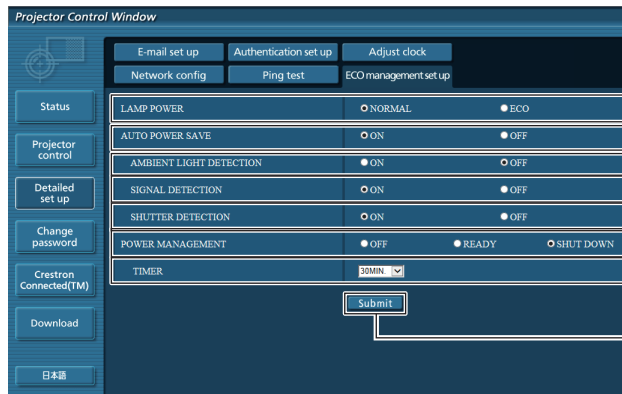 Projector Control Window
E-mail set up Authentication set up Adjust clock
Network config Ping test ECO management set up
Status
Projector control
Detailed set up
Change password
Crestron Connected(TM)
Download
日本語
LAMP POWER NORMAL ECO
AUTO POWER SAVE ON OFF
AMBIENT LIGHT DETECTION ON OFF
SIGNAL DETECTION ON OFF
SHUTTER DETECTION ON OFF
POWER MANAGEMENT OFF READY SHUT DOWN
TIMER 30MIN.
Submit